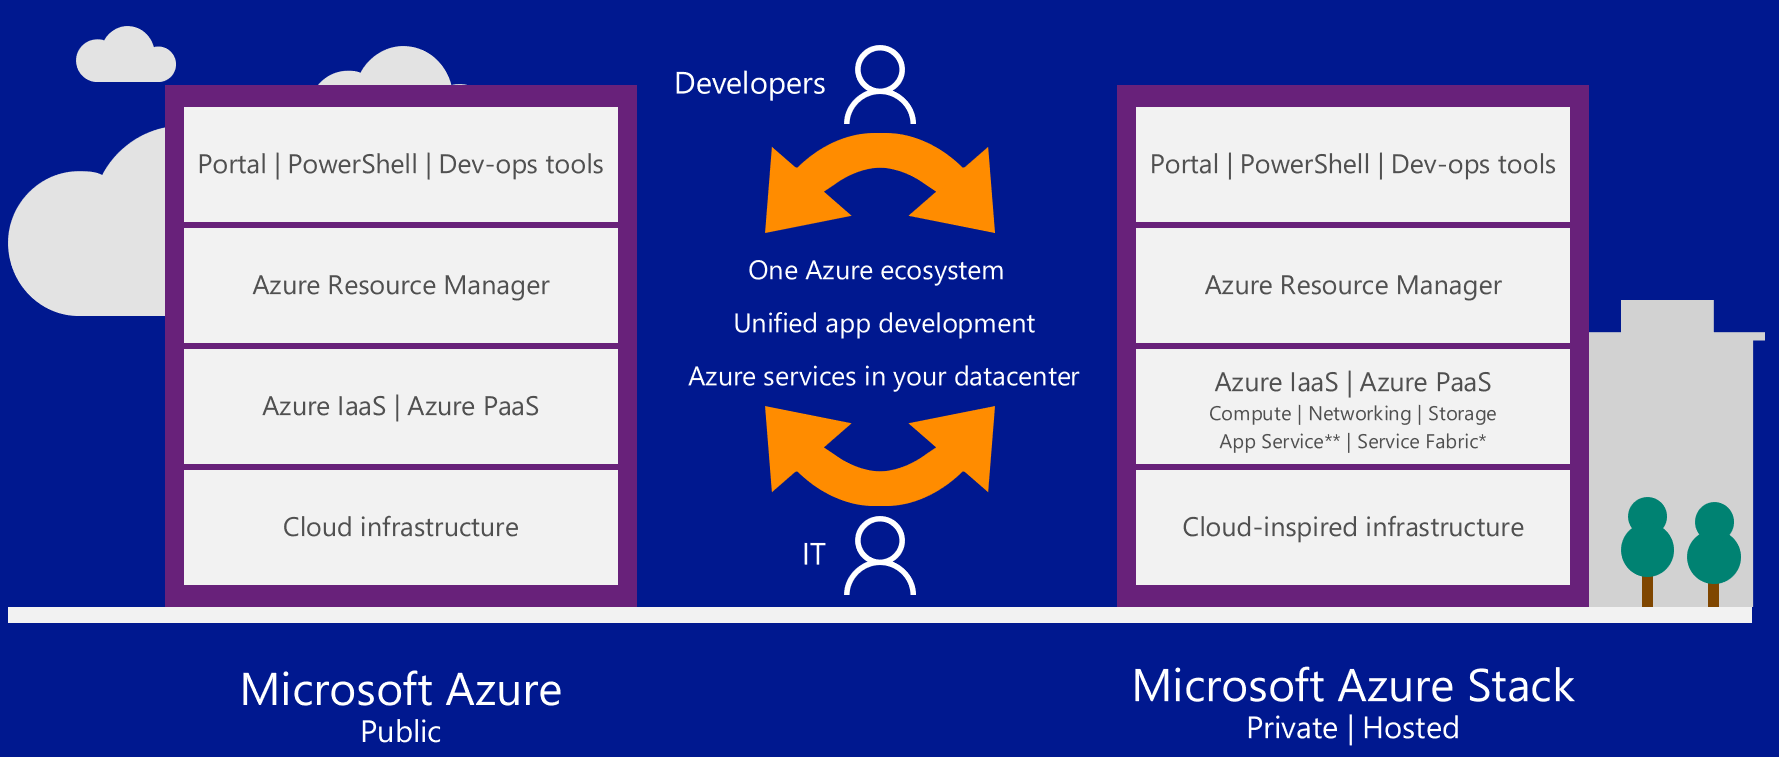 Developers
Portal | PowerShell | Dev-ops tools
Azure Resource Manager
Azure IaaS | Azure PaaS
Cloud infrastructure
One Azure ecosystem
Unified app development
Azure services in your datacenter
IT
Portal | PowerShell | Dev-ops tools
Azure Resource Manager
Azure IaaS | Azure PaaS
Compute | Networking | Storage
App Service** | Service Fabric*
Cloud-inspired infrastructure
Microsoft Azure
Public
Microsoft Azure Stack
Private | Hosted